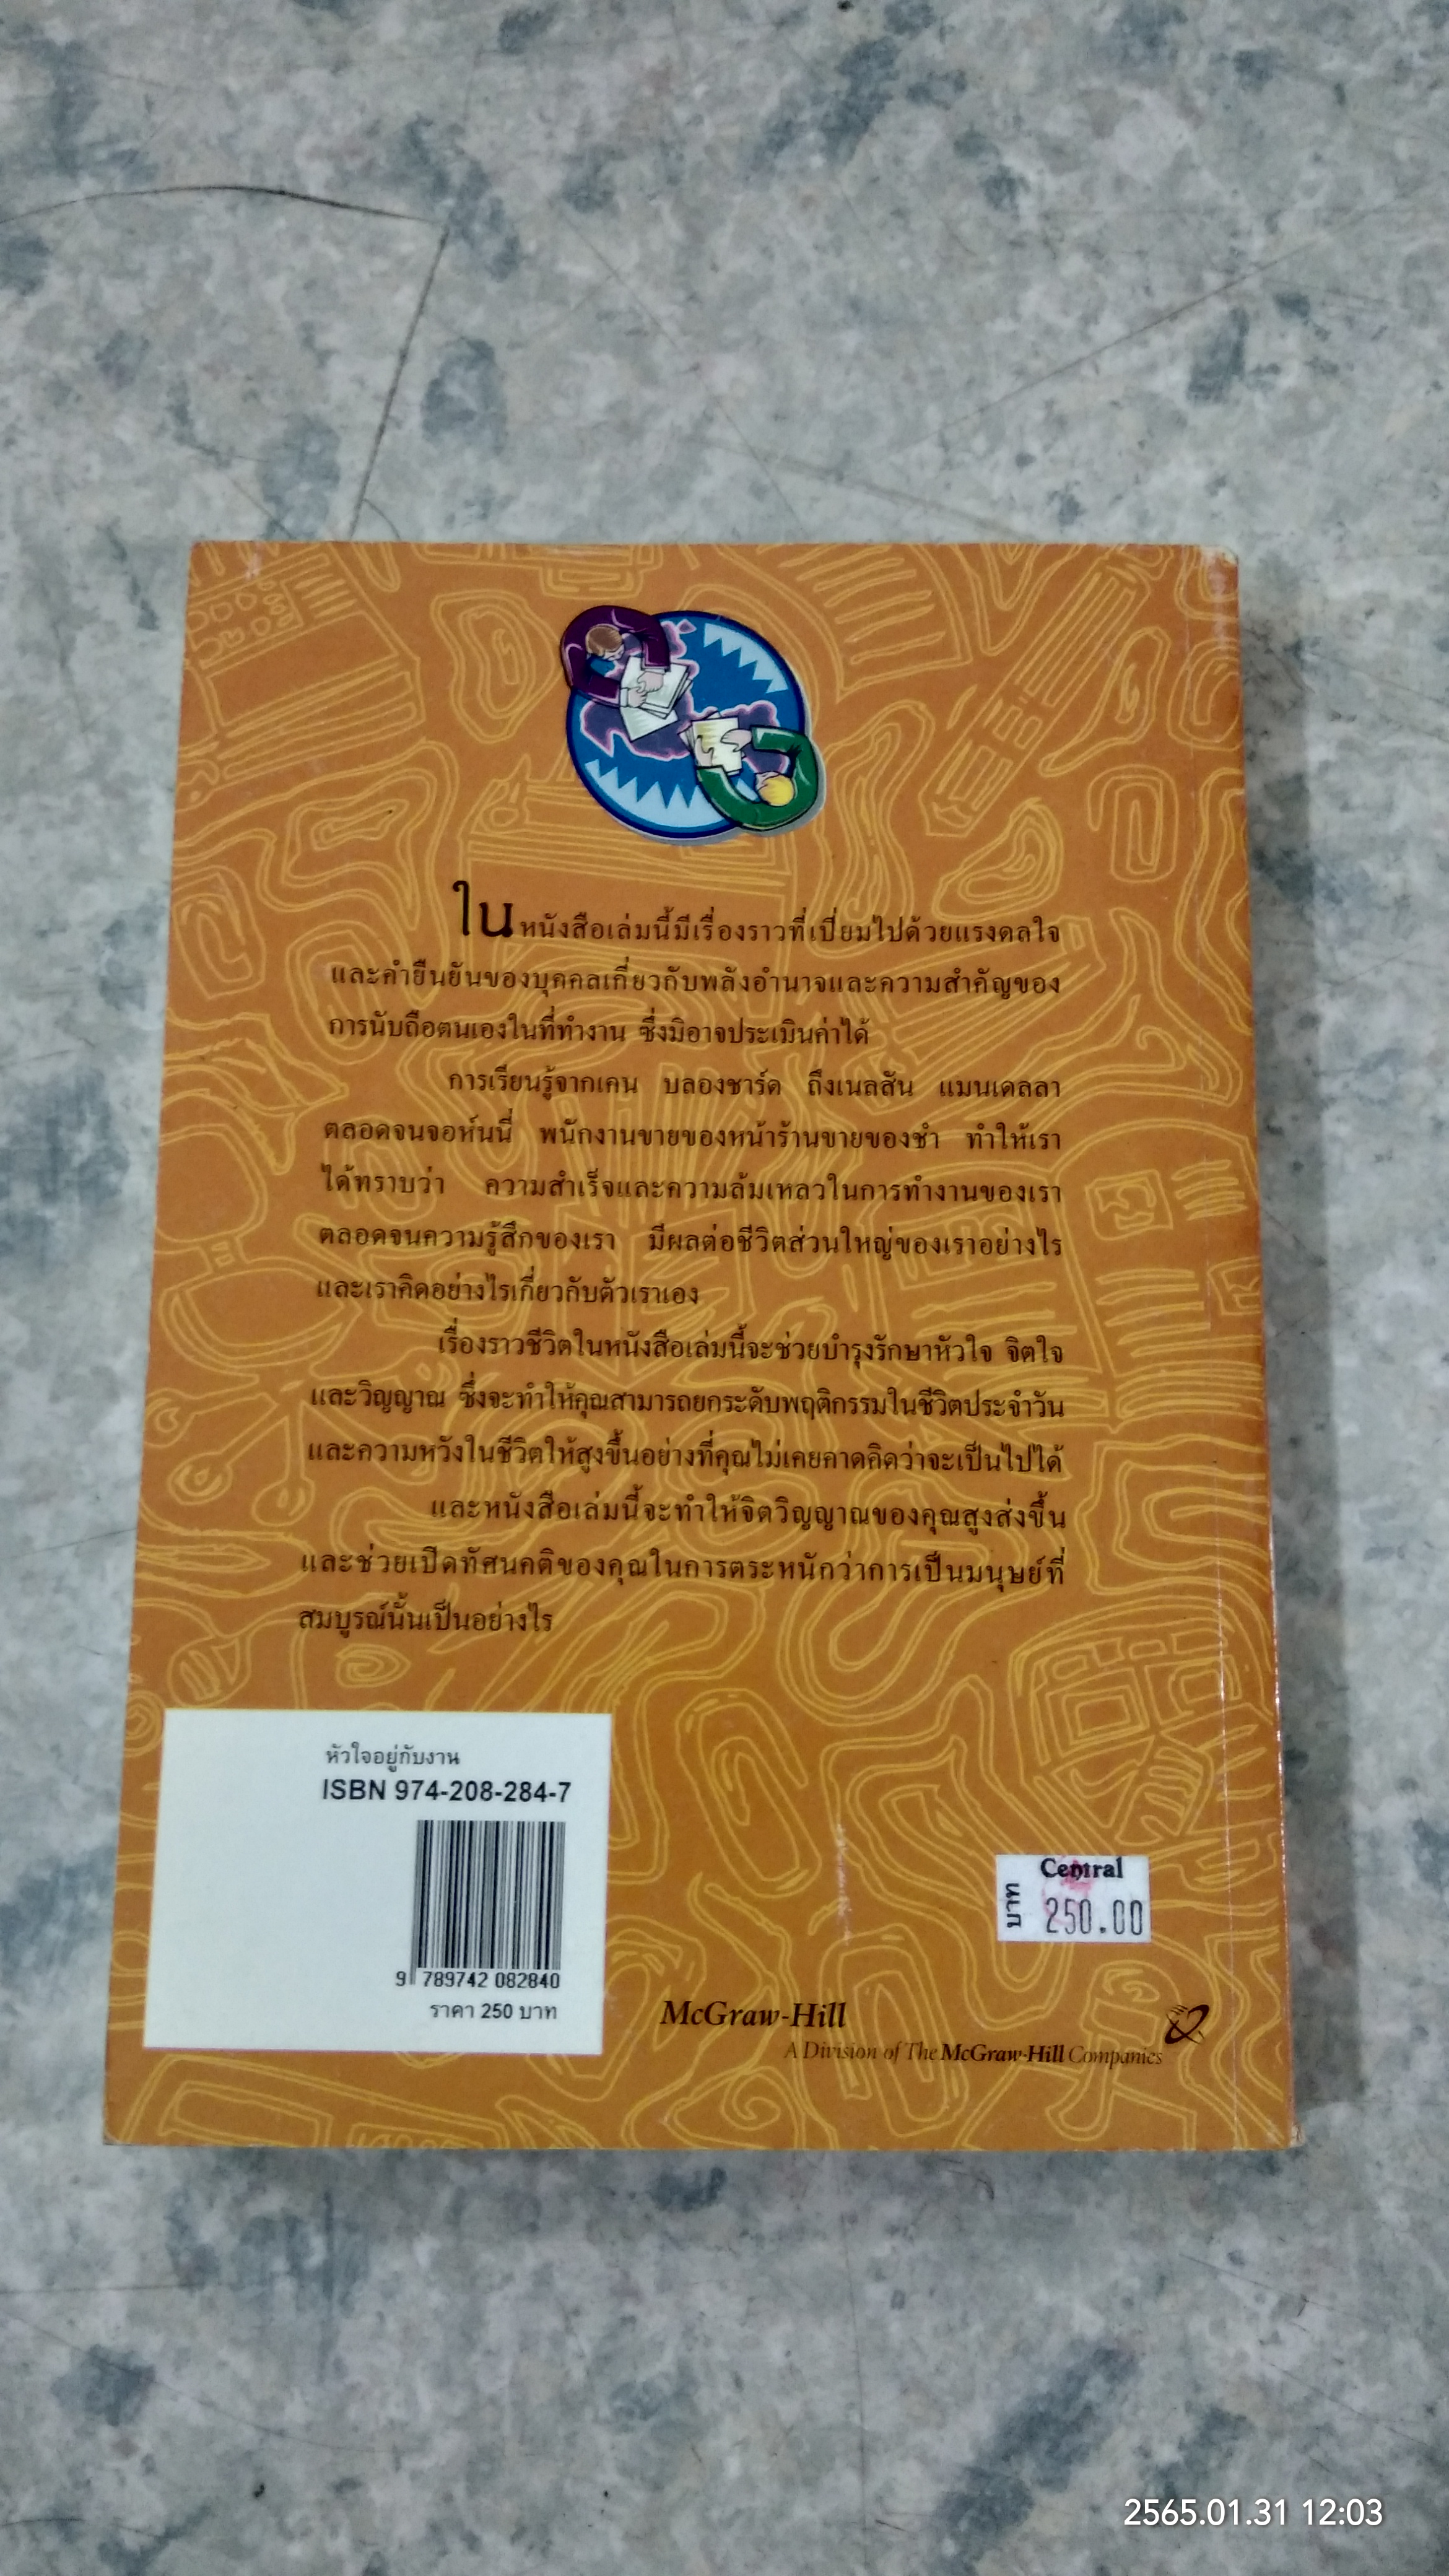 ในหนังสือเล่มนี้มีเรื่องราวที่เปี่ยมไปด้วยแรงดลใจ
และคำยืนยันของบุคคลเกี่ยวกับพลังอำนาจและความสำคัญของ
การนับถือตนเองในที่ทำงาน ซึ่งมิอาจประเมินค่าได้
การเรียนรู้จากเคน บลองชาร์ด ถึงเนลสัน แมนเดลลา
ตลอดจนจอห์นนี่ พนักงานขายของหน้าร้านขายของชำ ทำให้เรา
ได้ทราบว่า ความสำเร็จและความล้มเหลวในการทำงานของเรา
ตลอดจนความรู้สึกของเรา มีผลต่อชีวิตส่วนใหญ่ของเราอย่างไร
และเราคิดอย่างไรเกี่ยวกับตัวเราเอง
เรื่องราวชีวิตในหนังสือเล่มนี้จะช่วยบำรุงรักษาหัวใจ จิตใจ
และวิญญาณ ซึ่งจะทำให้คุณสามารถยกระดับพฤติกรรมในชีวิตประจำวัน
และความหวังในชีวิตให้สูงขึ้นอย่างที่คุณไม่เคยคาดคิดว่าจะเป็นไปได้
และหนังสือเล่มนี้จะทำให้จิตวิญญาณของคุณสูงส่งขึ้น
และช่วยเปิดทัศนคติของคุณในการตระหนักว่าการเป็นมนุษย์ที่
สมบูรณ์นั้นเป็นอย่างไร
หัวใจอยู่กับงาน
ISBN 974-208-284-7
9 789742 082840
ราคา 250 บาท
Central
บาท 250.00
McGraw-Hill
A Division of The McGraw-Hill Companies
2565.01.31 12:03